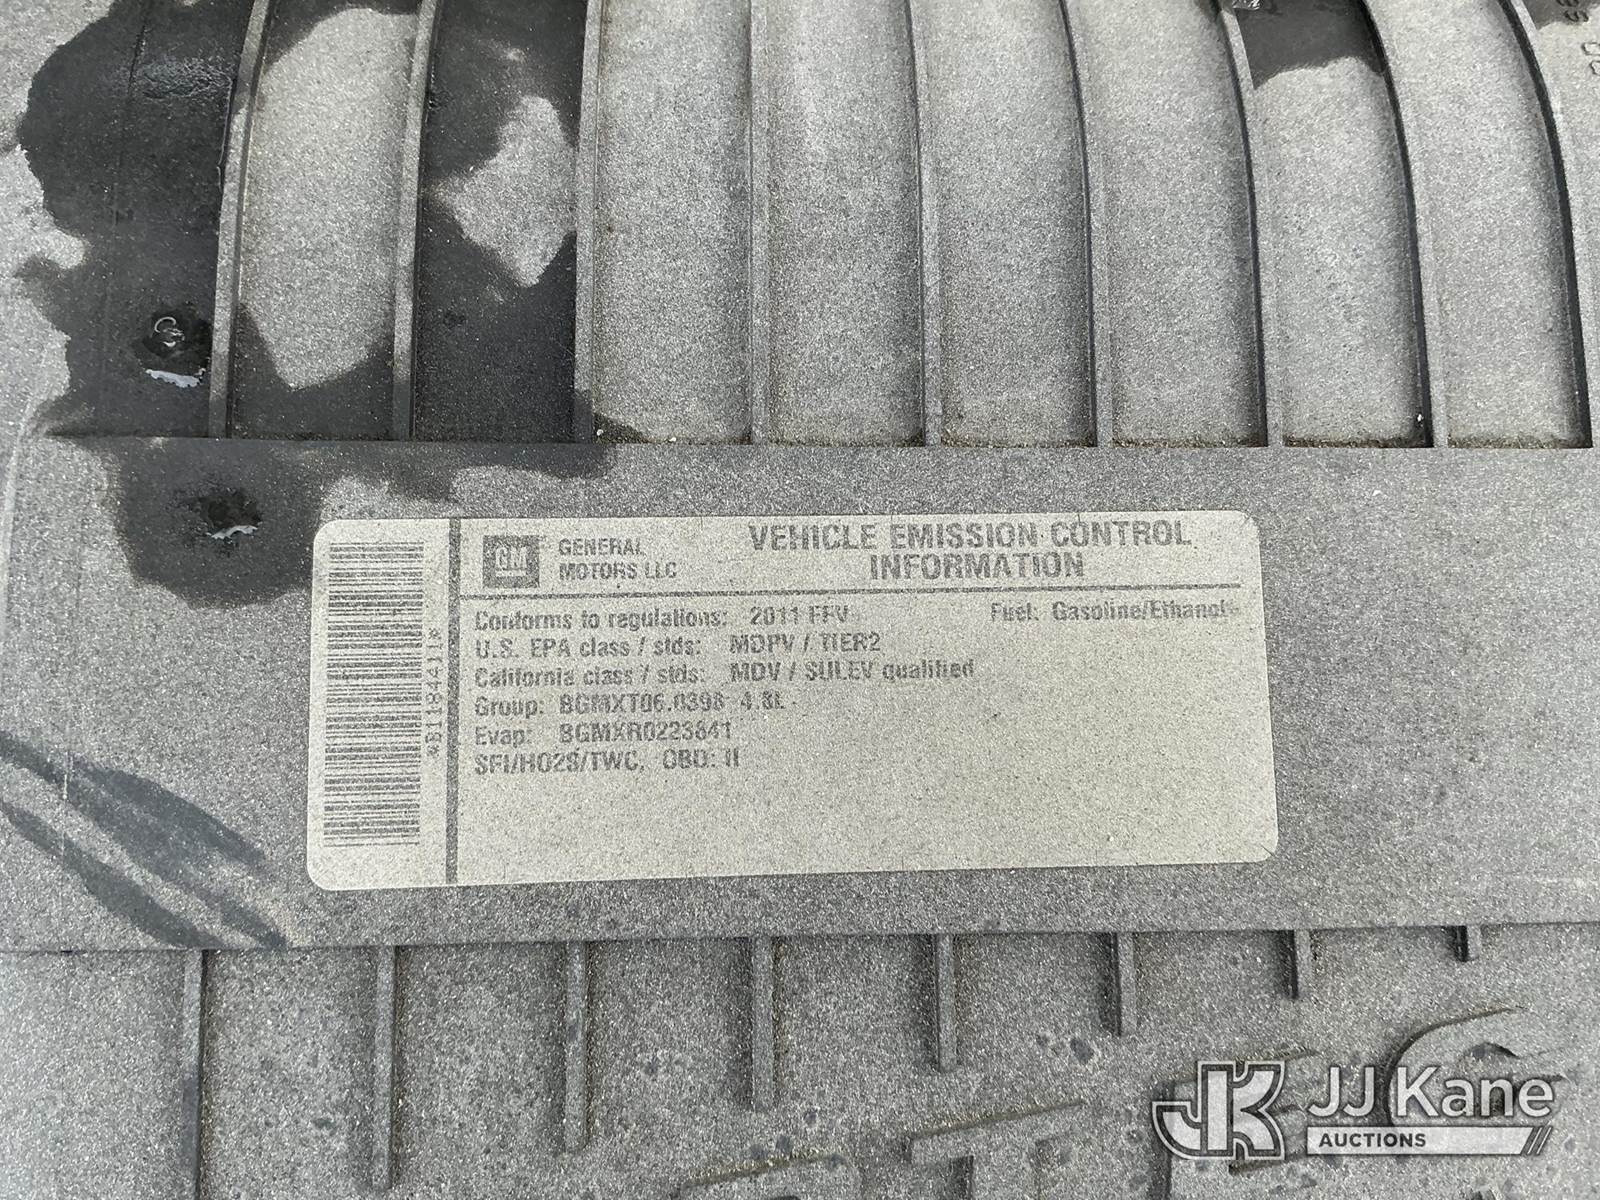 GM
GENERAL
MOTORS LLC
VEHICLE EMISSION CONTROL
INFORMATION
Conforms to regulations: 2011 FFV
Fuel: Gasoline/Ethanol
U.S. EPA class / stds: MDPV / TIER2
California class / stds: MDV / SULEV qualified
Group: BGMXT06.0398 4.8L
Evap: BGMXR0223841
SFI/HO2S/TWC, OBD: II
JK JJ Kane
AUCTIONS